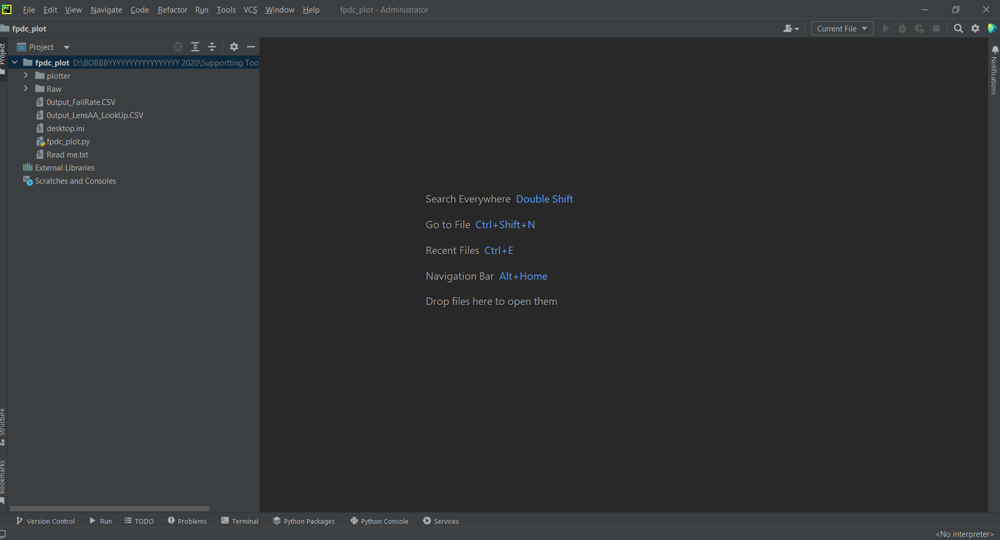 PC File Edit View Navigate Code Refactor Run Tools VCS Window Help fpdc_plot - Administrator
fpdc_plot Current File
Project
Project
fpdc_plot D:\BOBBBYYYYYYYYYYYYYYYYY 2020\Supportting Too
plotter
Raw
0utput_FailRate.CSV
0utput_LensAA_LookUp.CSV
desktop.ini
fpdc_plot.py
Read me.txt
External Libraries
Scratches and Consoles
Search Everywhere Double Shift
Go to File Ctrl+Shift+N
Recent Files Ctrl+E
Navigation Bar Alt+Home
Drop files here to open them
Notifications
Structure
Bookmarks
Version Control Run TODO Problems Terminal Python Packages Python Console Services
<No interpreter>